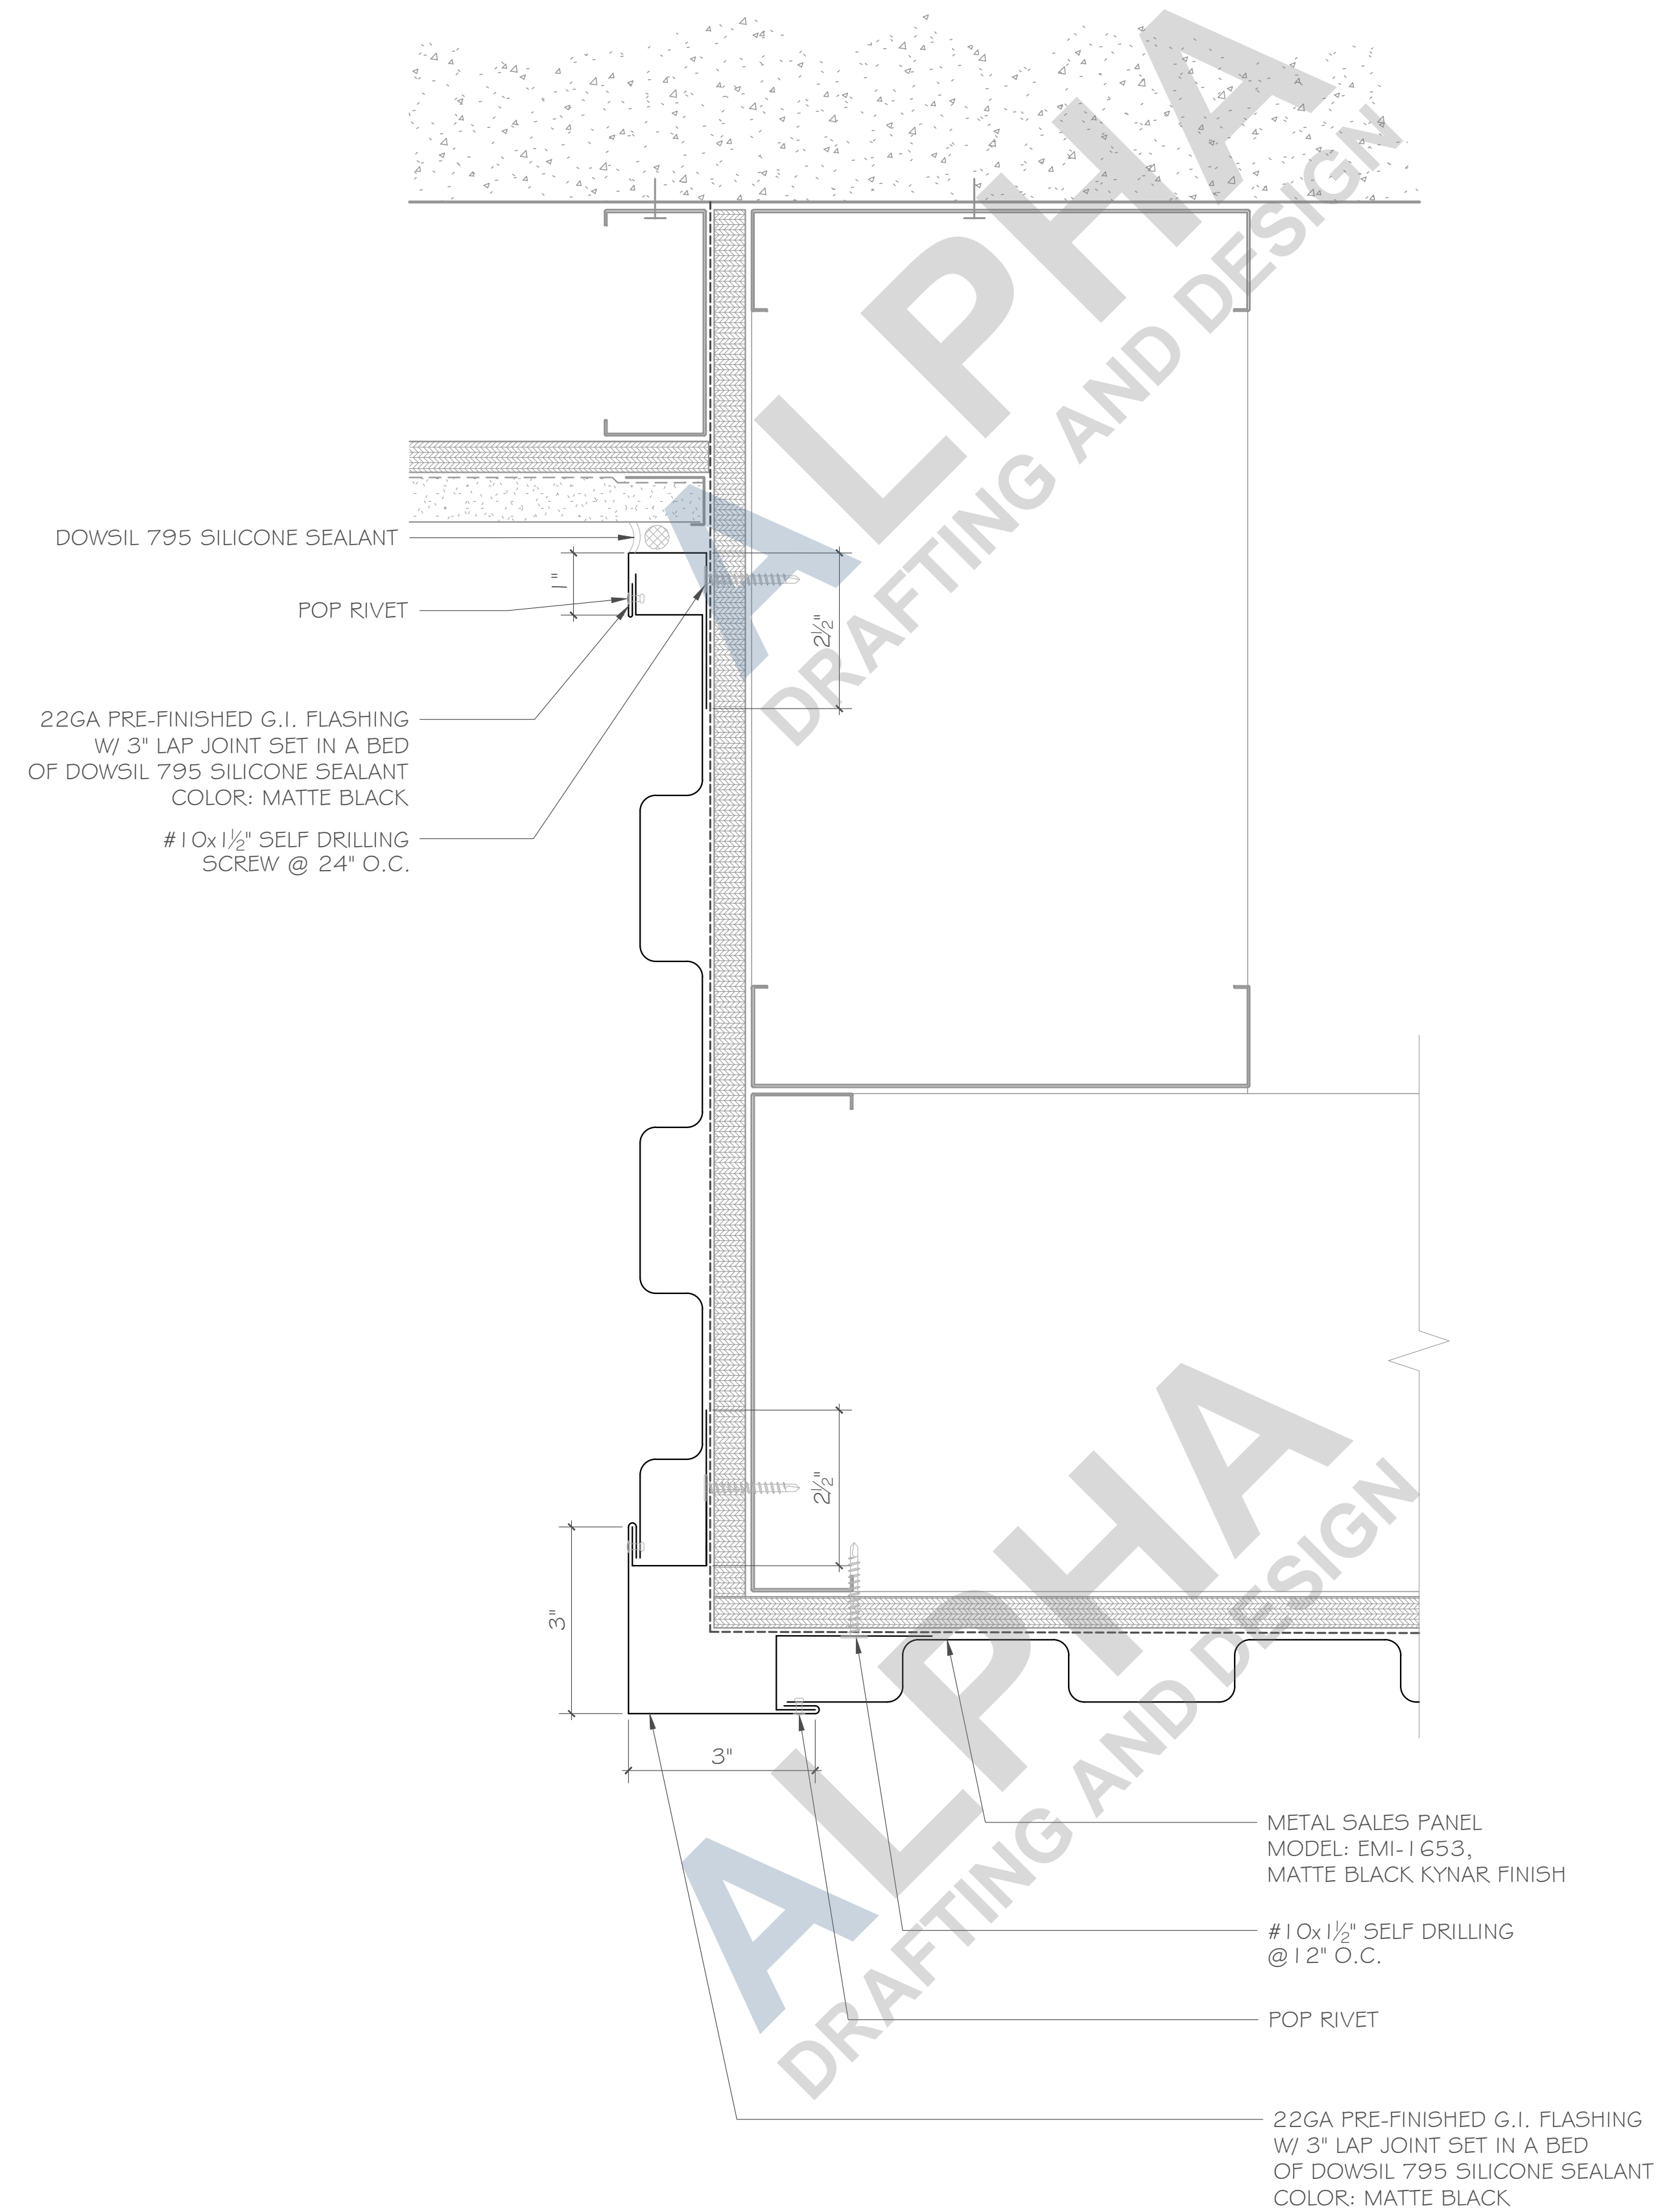 ALPHA
DRAFTING AND DESIGN
DOWSIL 795 SILICONE SEALANT
1"
POP RIVET
2½"
22GA PRE-FINISHED G.I. FLASHING
W/ 3" LAP JOINT SET IN A BED
OF DOWSIL 795 SILICONE SEALANT
COLOR: MATTE BLACK
#10x1½" SELF DRILLING
SCREW @ 24" O.C.
2½"
3"
3"
ALPHA
DRAFTING AND DESIGN
METAL SALES PANEL
MODEL: EM1-1653,
MATTE BLACK KYNAR FINISH
#10x1½" SELF DRILLING
@12" O.C.
POP RIVET
22GA PRE-FINISHED G.I. FLASHING
W/ 3" LAP JOINT SET IN A BED
OF DOWSIL 795 SILICONE SEALANT
COLOR: MATTE BLACK